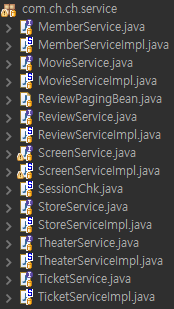 com.ch.ch.service
MemberService.java
MemberServiceImpl.java
MovieService.java
MovieServiceImpl.java
ReviewPagingBean.java
ReviewService.java
ReviewServiceImpl.java
ScreenService.java
ScreenServiceImpl.java
SessionChk.java
StoreService.java
StoreServiceImpl.java
TheaterService.java
TheaterServiceImpl.java
TicketService.java
TicketServiceImpl.java